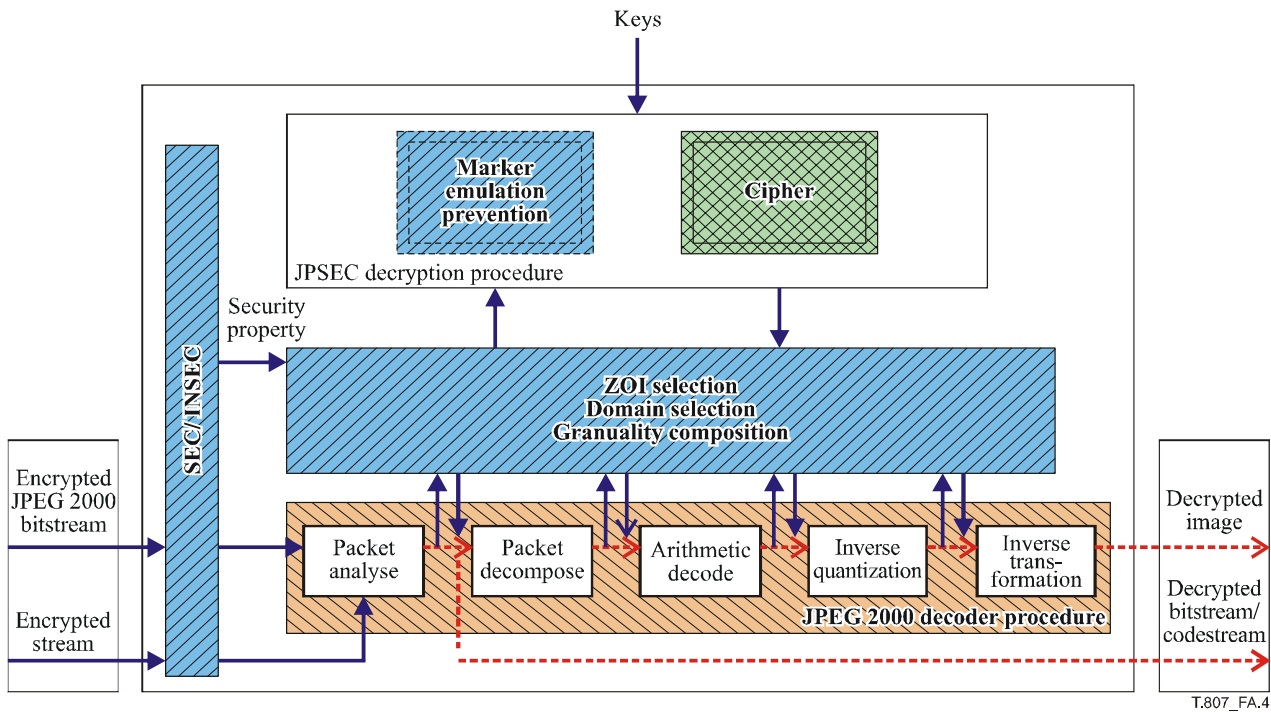 Keys
Marker
emulation
prevention
Cipher
JPSEC decryption procedure
Security
property
SEC/ INSEC
ZOI selection
Domain selection
Granuality composition
Encrypted
JPEG 2000
bitstream
Encrypted
stream
Packet
analyse
Packet
decompose
Arithmetic
decode
Inverse
quantization
Inverse
trans-
formation
JPEG 2000 decoder procedure
Decrypted
image
Decrypted
bitstream/
codestream
T.807_FA.4